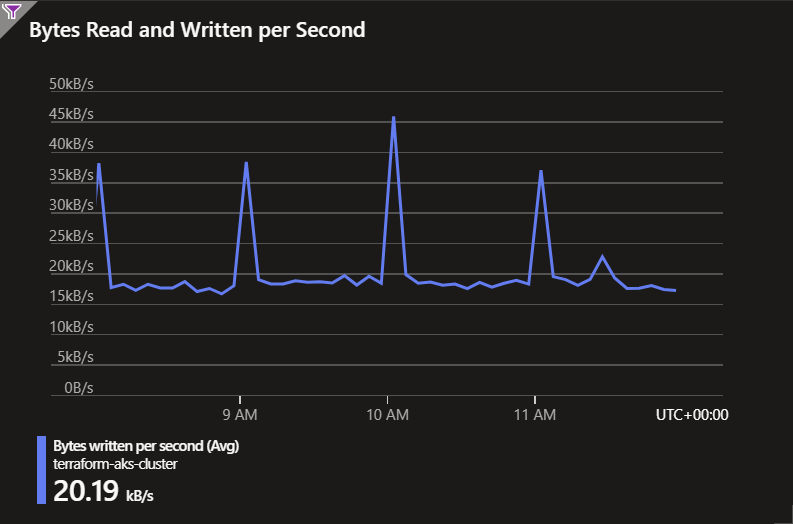 Bytes Read and Written per Second
50kB/s
45kB/s
40kB/s
35kB/s
30kB/s
25kB/s
20kB/s
15kB/s
10kB/s
5kB/s
0B/s
9 AM 10 AM 11 AM UTC+00:00
Bytes written per second (Avg)
terraform-aks-cluster
20.19 kB/s